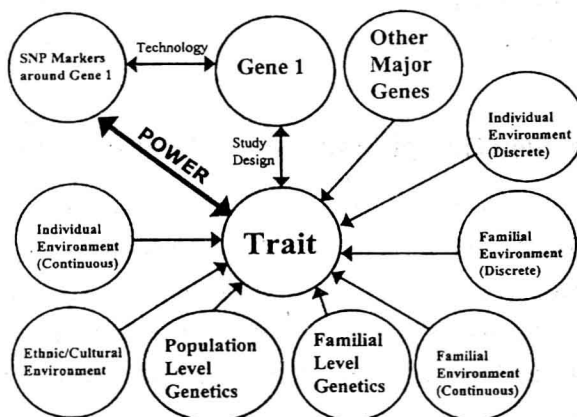 SNP Markers
around Gene 1
Technology
Gene 1
Other
Major
Genes
POWER
Study
Design
Individual
Environment
(Discrete)
Individual
Environment
(Continuous)
Trait
Familial
Environment
(Discrete)
Ethnic/Cultural
Environment
Population
Level
Genetics
Familial
Level
Genetics
Familial
Environment
(Continuous)